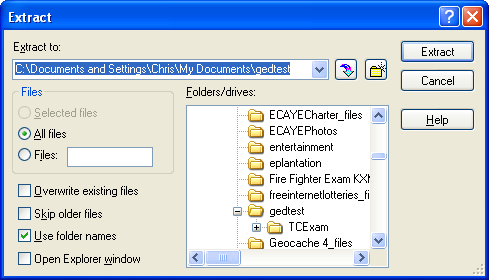 Extract
Extract to:
C:\Documents and Settings\Chris\My Documents\gedtest
Extract
Cancel
Help
Files
Selected files
All files
Files:
Overwrite existing files
Skip older files
Use folder names
Open Explorer window
Folders/drives:
ECAYECharter_files
ECAYEPhotos
entertainment
eplantation
Fire Fighter Exam KXN
freeinternetlotteries_fi
gedtest
TCExam
Geocache 4_files